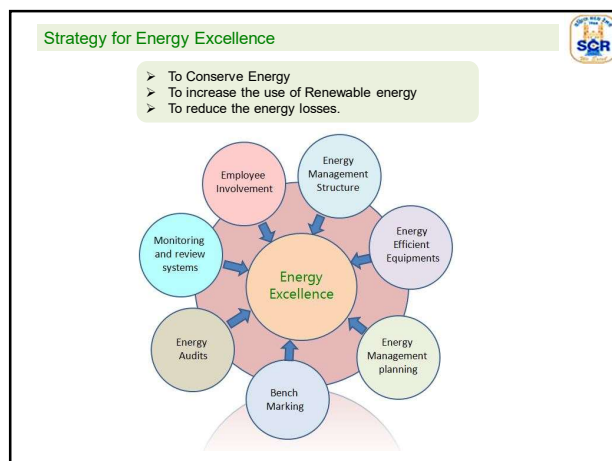 Strategy for Energy Excellence
SCR
➢ To Conserve Energy
➢ To increase the use of Renewable energy
➢ To reduce the energy losses.
Employee
Involvement
Energy
Management
Structure
Monitoring
and review
systems
Energy
Efficient
Equipments
Energy
Excellence
Energy
Audits
Energy
Management
planning
Bench
Marking